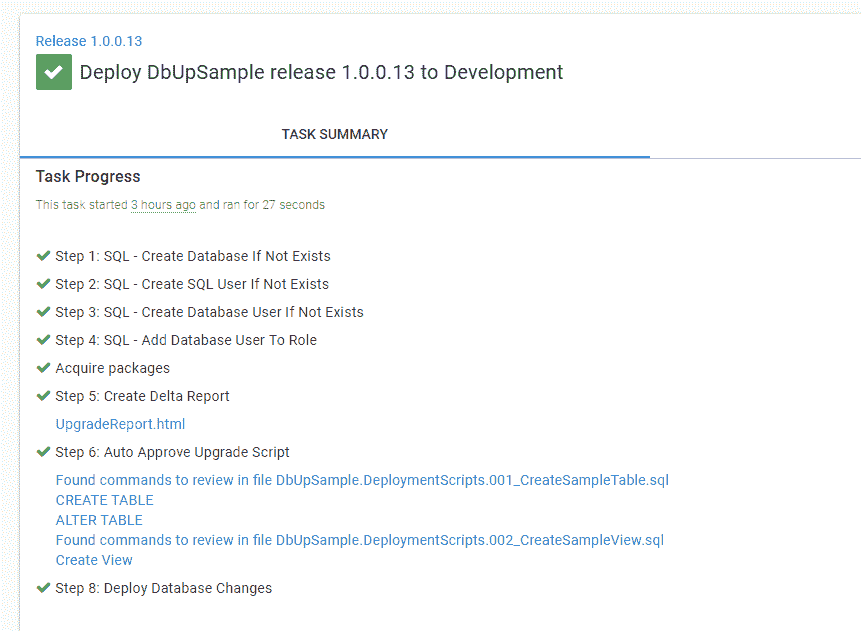 Release 1.0.0.13
Deploy DbUpSample release 1.0.0.13 to Development
TASK SUMMARY
Task Progress
This task started 3 hours ago and ran for 27 seconds
Step 1: SQL - Create Database If Not Exists
Step 2: SQL - Create SQL User If Not Exists
Step 3: SQL - Create Database User If Not Exists
Step 4: SQL - Add Database User To Role
Acquire packages
Step 5: Create Delta Report
UpgradeReport.html
Step 6: Auto Approve Upgrade Script
Found commands to review in file DbUpSample.DeploymentScripts.001_CreateSampleTable.sql
CREATE TABLE
ALTER TABLE
Found commands to review in file DbUpSample.DeploymentScripts.002_CreateSampleView.sql
Create View
Step 8: Deploy Database Changes